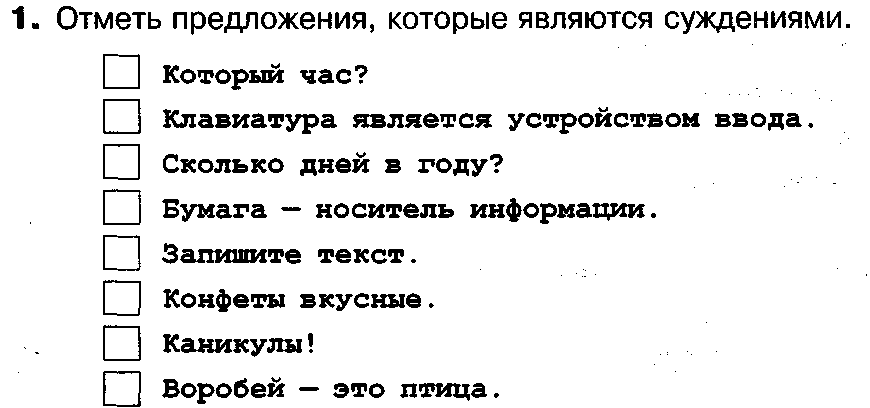 1. Отметь предложения, которые являются суждениями.
Который час?
Клавиатура является устройством ввода.
Сколько дней в году?
Бумага – носитель информации.
Запишите текст.
Конфеты вкусные.
Каникулы!
Воробей – это птица.